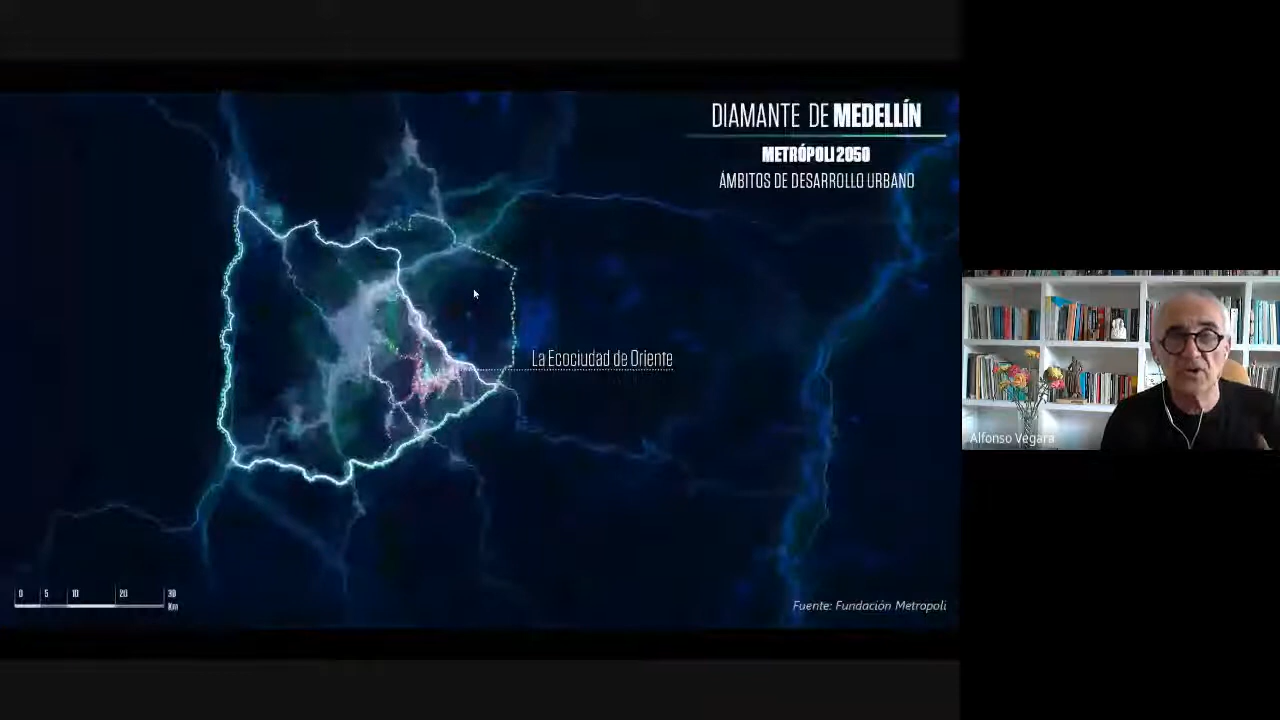 DIAMANTE DE MEDELLÍN
METRÓPOLI 2050
ÁMBITOS DE DESARROLLO URBANO
La Ecociudad de Oriente
0 5 10 20 30
Km
Fuente: Fundación Metropoli
Alfonso Vegara